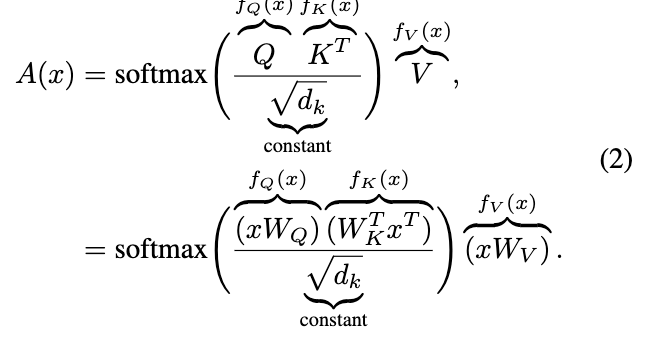 f_Q(x) f_K(x) f_V(x)
A(x) = softmax( Q K^T / √d_k ) V ,
constant
(2)
f_Q(x) f_K(x) f_V(x)
= softmax( (xW_Q)(W_K^T x^T) / √d_k ) (xW_V) .
constant